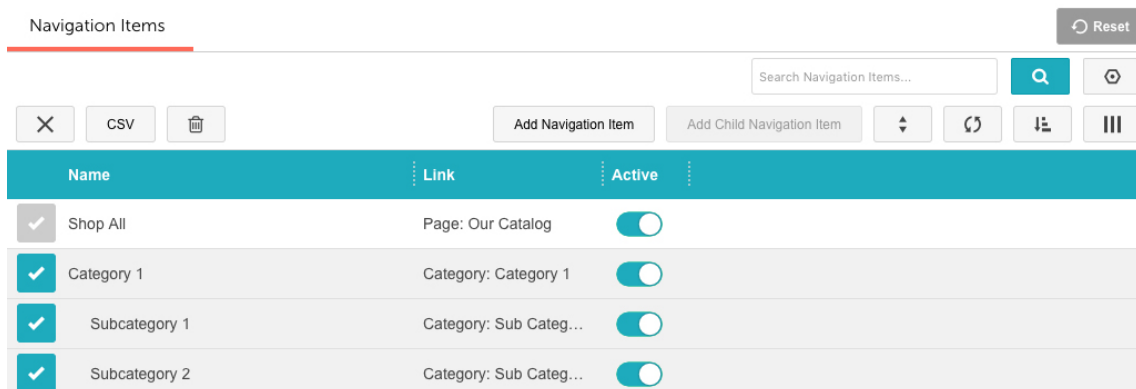 Navigation Items
Reset
Search Navigation Items...
CSV
Add Navigation Item
Add Child Navigation Item
Name Link Active
Shop All Page: Our Catalog
Category 1 Category: Category 1
Subcategory 1 Category: Sub Categ...
Subcategory 2 Category: Sub Categ...